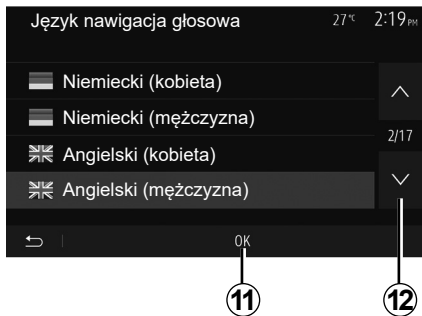 Język nawigacja głosowa 27°C 2:19PM
Niemiecki (kobieta)
Niemiecki (mężczyzna)
2/17
Angielski (kobieta)
Angielski (mężczyzna)
OK
11 12